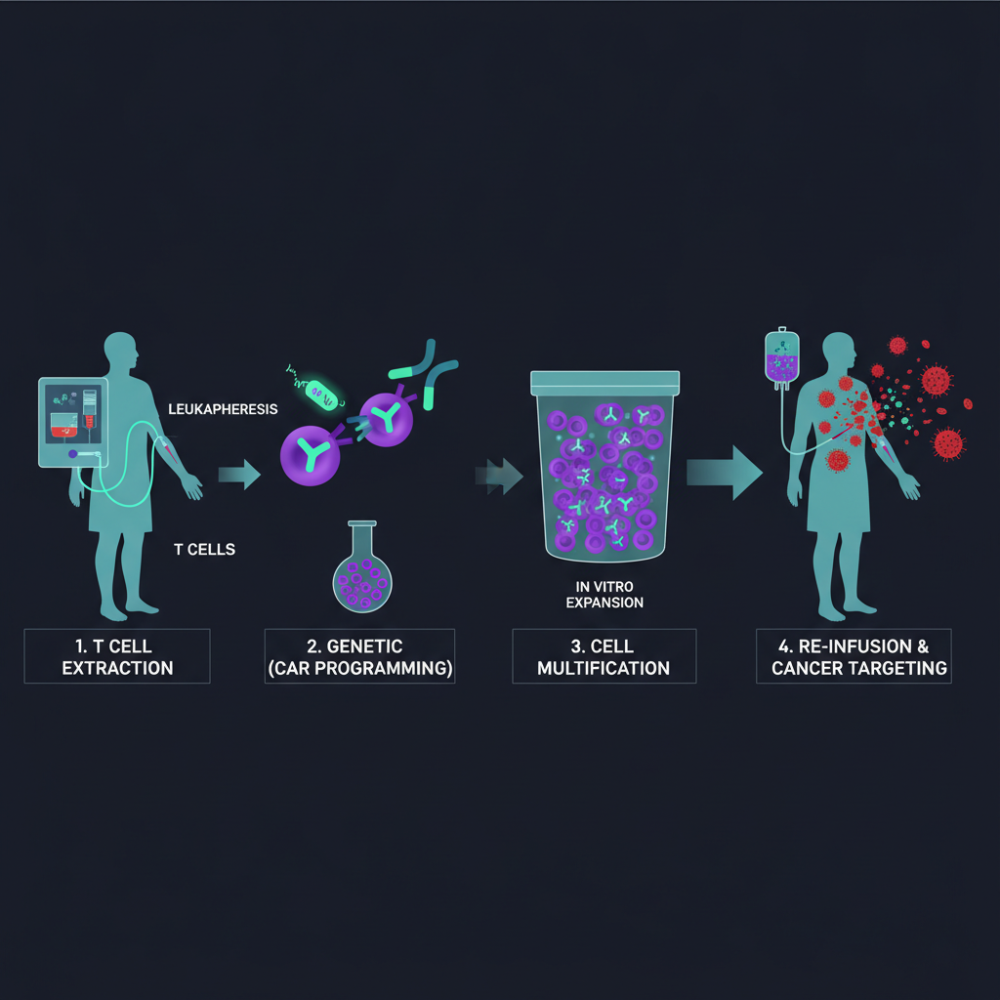 LEUKAPHERESIS
T CELLS
1. T CELL
EXTRACTION
2. GENETIC
(CAR PROGRAMMING)
IN VITRO
EXPANSION
3. CELL
MULTIFICATION
4. RE-INFUSION &
CANCER TARGETING